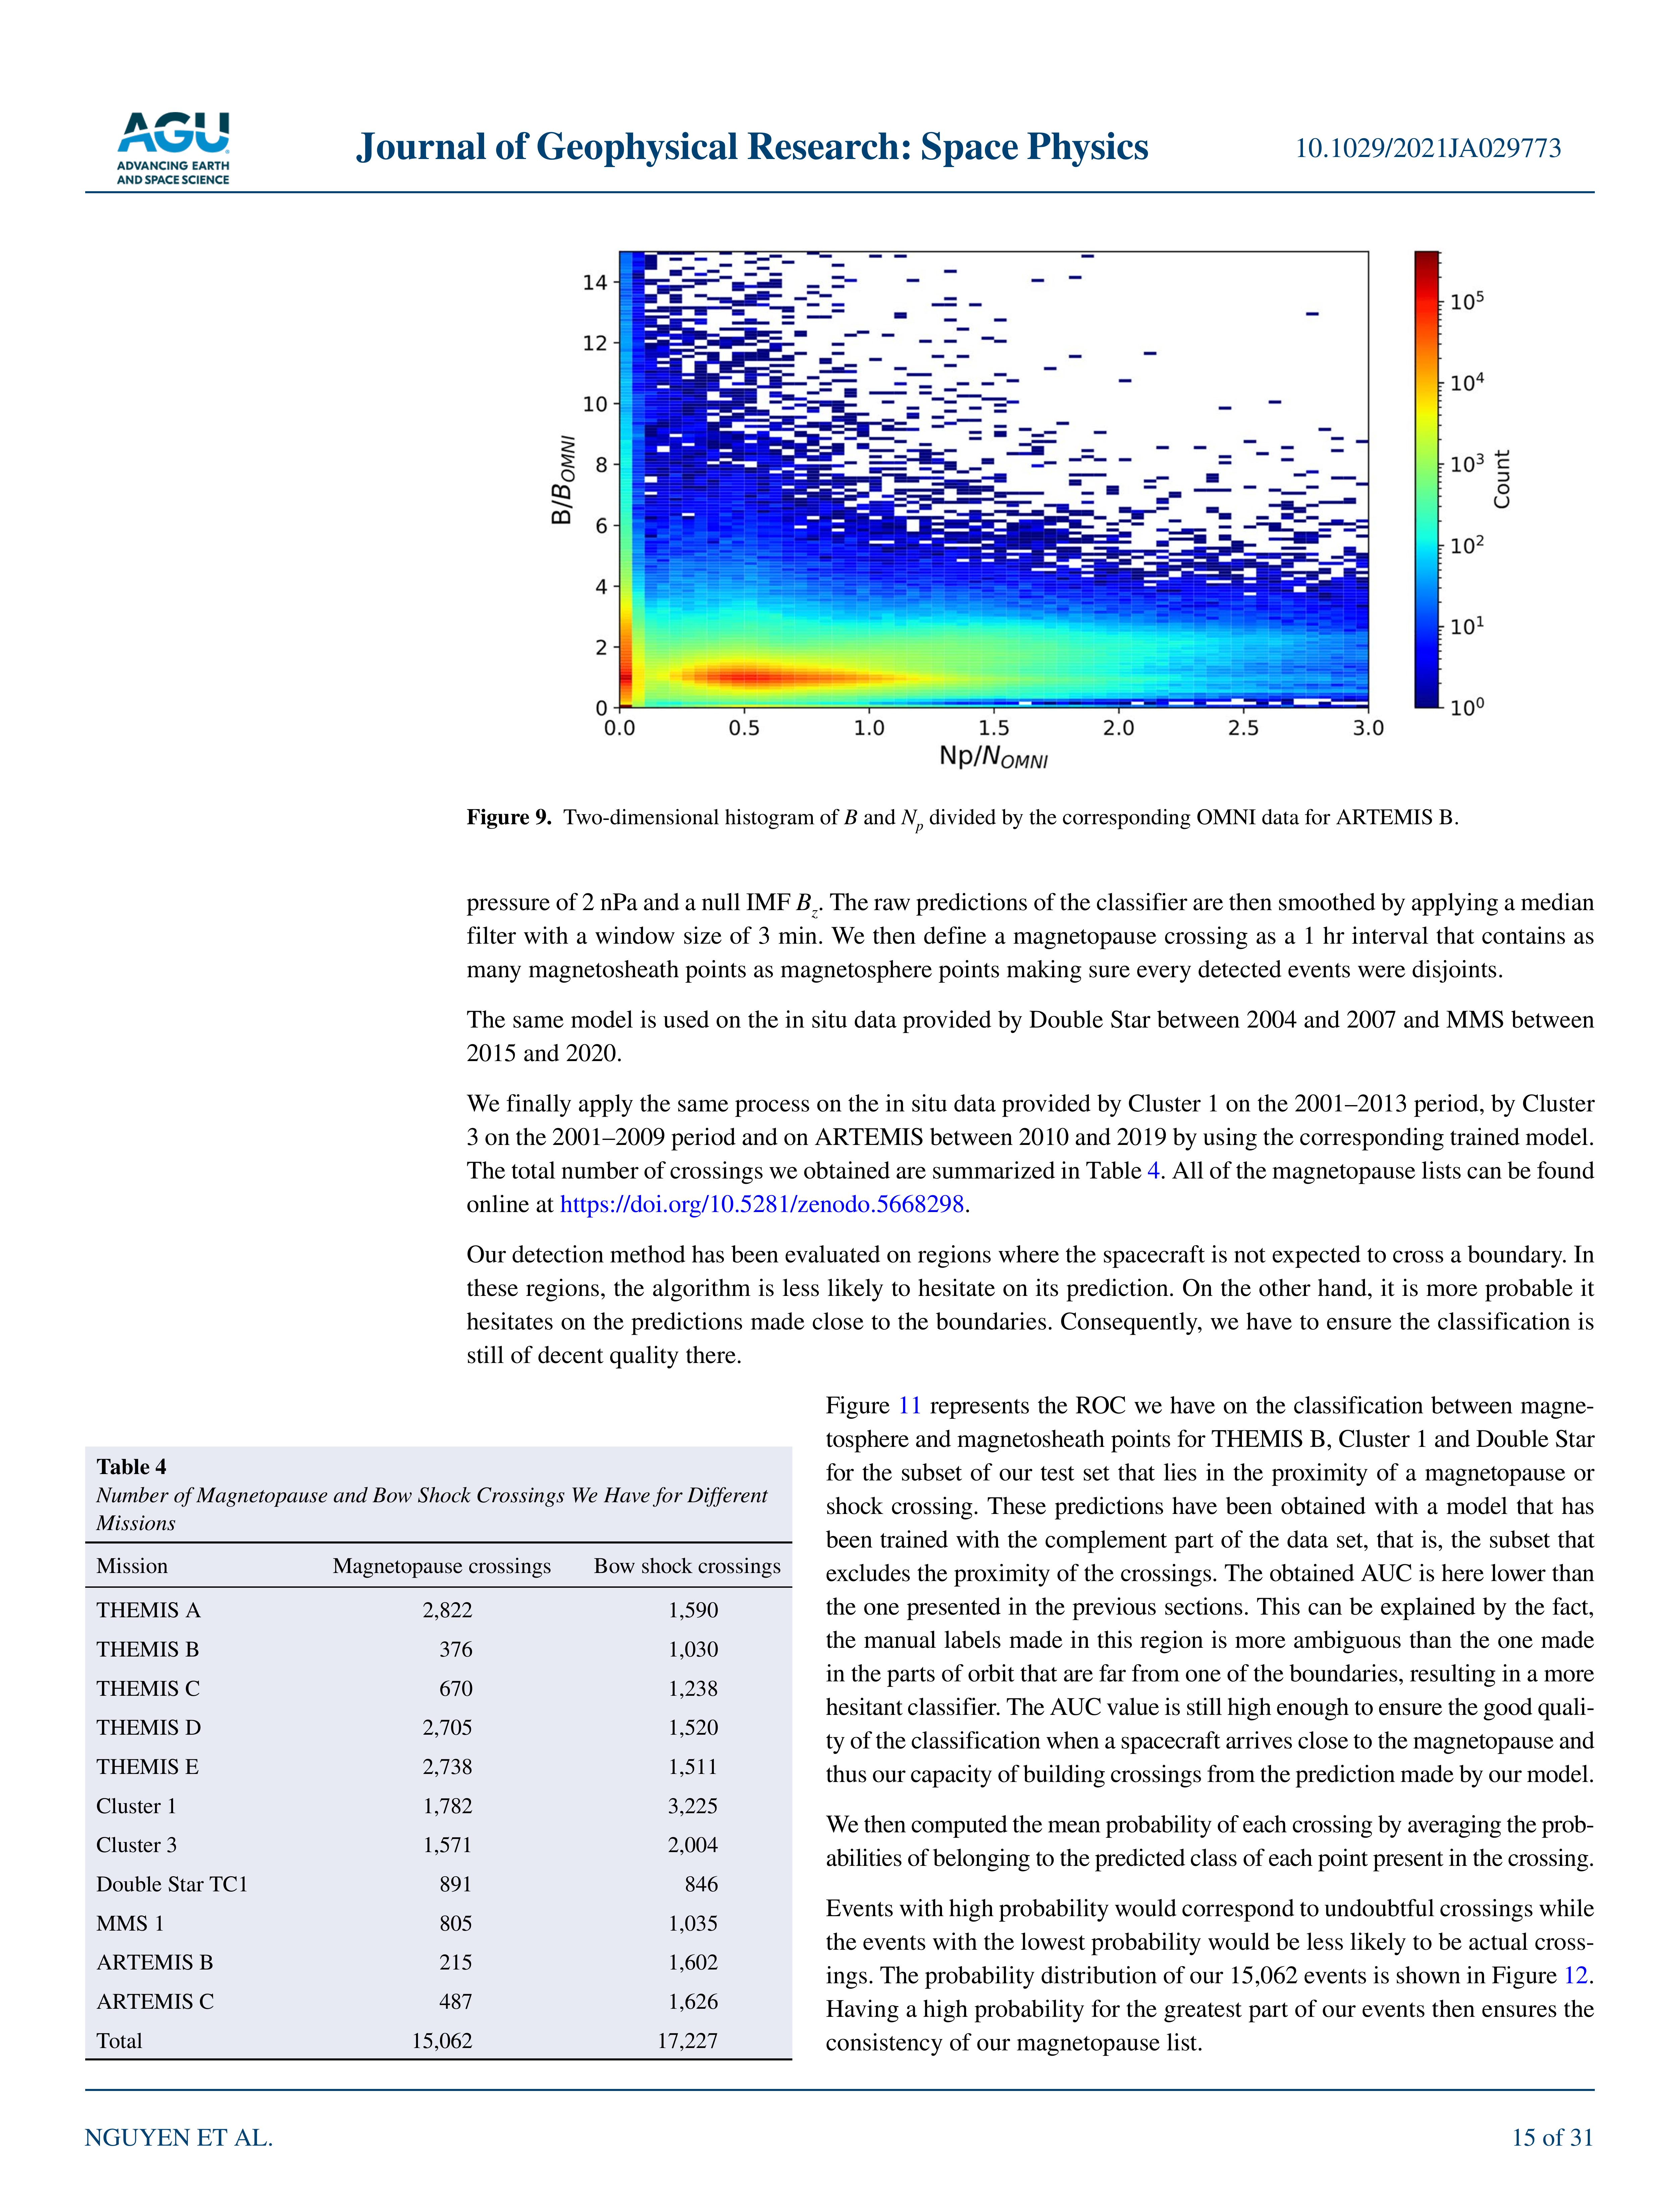 AGU
ADVANCING EARTH
AND SPACE SCIENCE
Journal of Geophysical Research: Space Physics
10.1029/2021JA029773
14
12
10
8
6
4
2
0
B/B_OMNI
0.0 0.5 1.0 1.5 2.0 2.5 3.0
Np/N_OMNI
10^5
10^4
10^3
10^2
10^1
10^0
Count
Figure 9. Two-dimensional histogram of B and N_p divided by the corresponding OMNI data for ARTEMIS B.
pressure of 2 nPa and a null IMF B_z. The raw predictions of the classifier are then smoothed by applying a median
filter with a window size of 3 min. We then define a magnetopause crossing as a 1 hr interval that contains as
many magnetosheath points as magnetosphere points making sure every detected events were disjoints.
The same model is used on the in situ data provided by Double Star between 2004 and 2007 and MMS between
2015 and 2020.
We finally apply the same process on the in situ data provided by Cluster 1 on the 2001–2013 period, by Cluster
3 on the 2001–2009 period and on ARTEMIS between 2010 and 2019 by using the corresponding trained model.
The total number of crossings we obtained are summarized in Table 4. All of the magnetopause lists can be found
online at https://doi.org/10.5281/zenodo.5668298.
Our detection method has been evaluated on regions where the spacecraft is not expected to cross a boundary. In
these regions, the algorithm is less likely to hesitate on its prediction. On the other hand, it is more probable it
hesitates on the predictions made close to the boundaries. Consequently, we have to ensure the classification is
still of decent quality there.
Table 4
Number of Magnetopause and Bow Shock Crossings We Have for Different
Missions
Mission Magnetopause crossings Bow shock crossings
THEMIS A 2,822 1,590
THEMIS B 376 1,030
THEMIS C 670 1,238
THEMIS D 2,705 1,520
THEMIS E 2,738 1,511
Cluster 1 1,782 3,225
Cluster 3 1,571 2,004
Double Star TC1 891 846
MMS 1 805 1,035
ARTEMIS B 215 1,602
ARTEMIS C 487 1,626
Total 15,062 17,227
Figure 11 represents the ROC we have on the classification between magne-
tosphere and magnetosheath points for THEMIS B, Cluster 1 and Double Star
for the subset of our test set that lies in the proximity of a magnetopause or
shock crossing. These predictions have been obtained with a model that has
been trained with the complement part of the data set, that is, the subset that
excludes the proximity of the crossings. The obtained AUC is here lower than
the one presented in the previous sections. This can be explained by the fact,
the manual labels made in this region is more ambiguous than the one made
in the parts of orbit that are far from one of the boundaries, resulting in a more
hesitant classifier. The AUC value is still high enough to ensure the good quali-
ty of the classification when a spacecraft arrives close to the magnetopause and
thus our capacity of building crossings from the prediction made by our model.
We then computed the mean probability of each crossing by averaging the prob-
abilities of belonging to the predicted class of each point present in the crossing.
Events with high probability would correspond to undoubtful crossings while
the events with the lowest probability would be less likely to be actual cross-
ings. The probability distribution of our 15,062 events is shown in Figure 12.
Having a high probability for the greatest part of our events then ensures the
consistency of our magnetopause list.
NGUYEN ET AL.
15 of 31